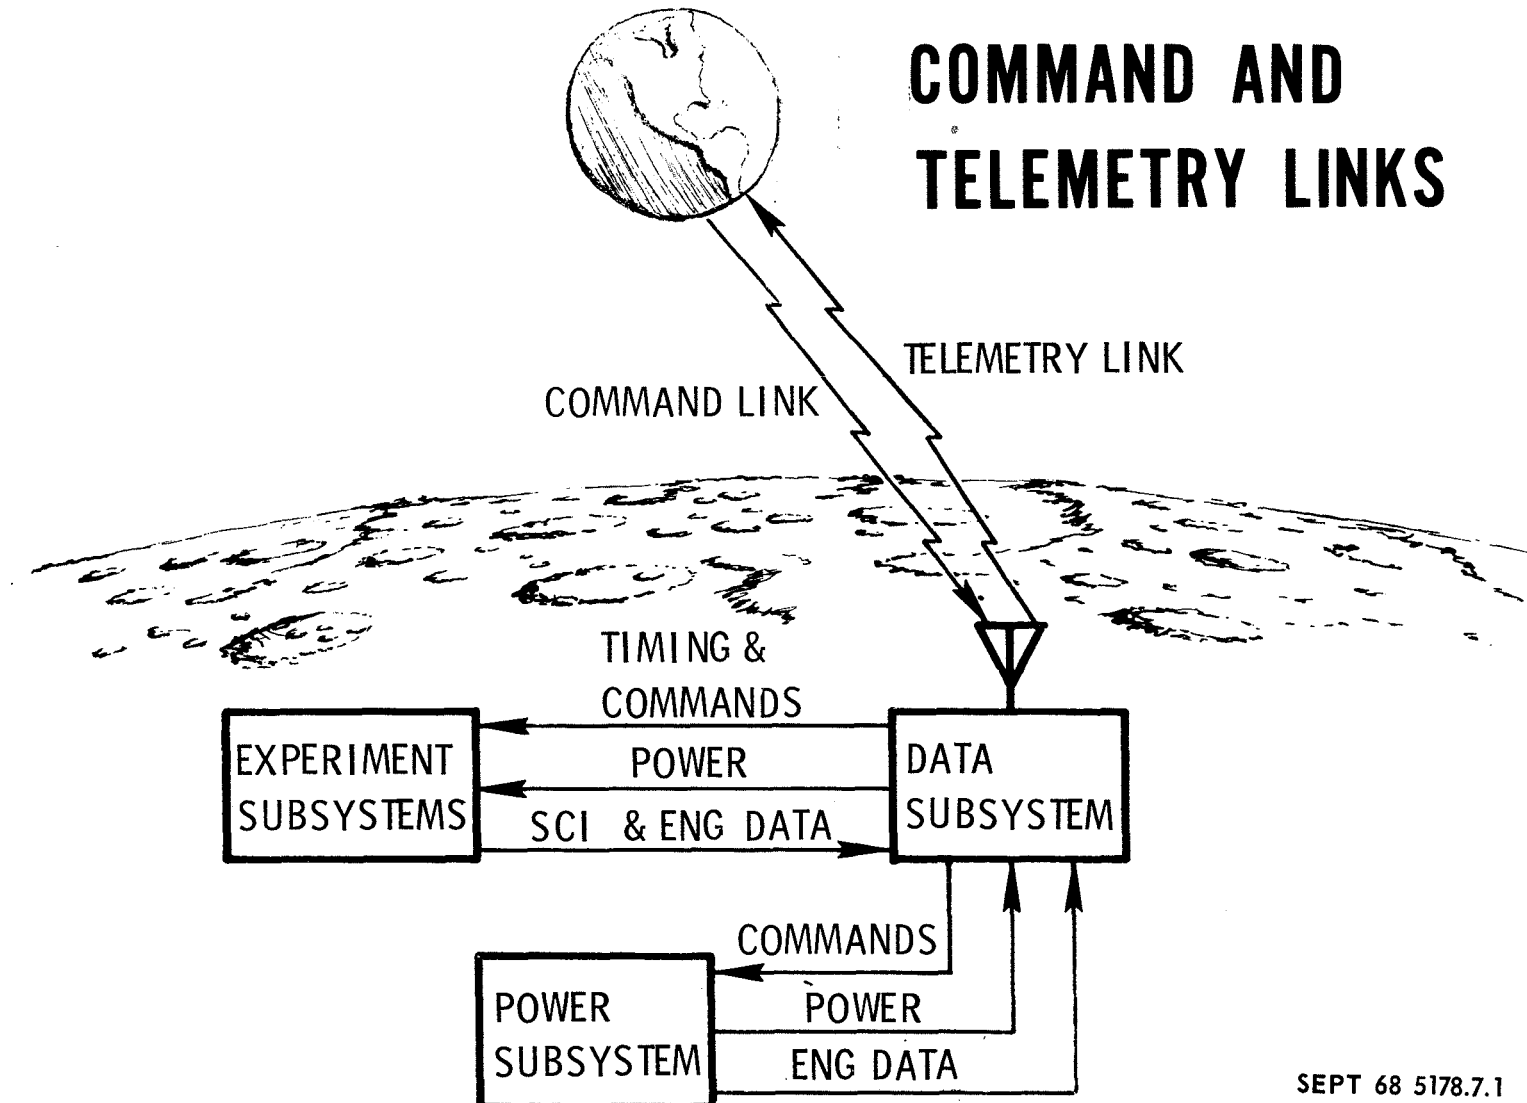 COMMAND AND
TELEMETRY LINKS
TELEMETRY LINK
COMMAND LINK
TIMING &
COMMANDS
EXPERIMENT
SUBSYSTEMS
POWER
SCI & ENG DATA
DATA
SUBSYSTEM
COMMANDS
POWER
SUBSYSTEM
POWER
ENG DATA
SEPT 68 5178.7.1